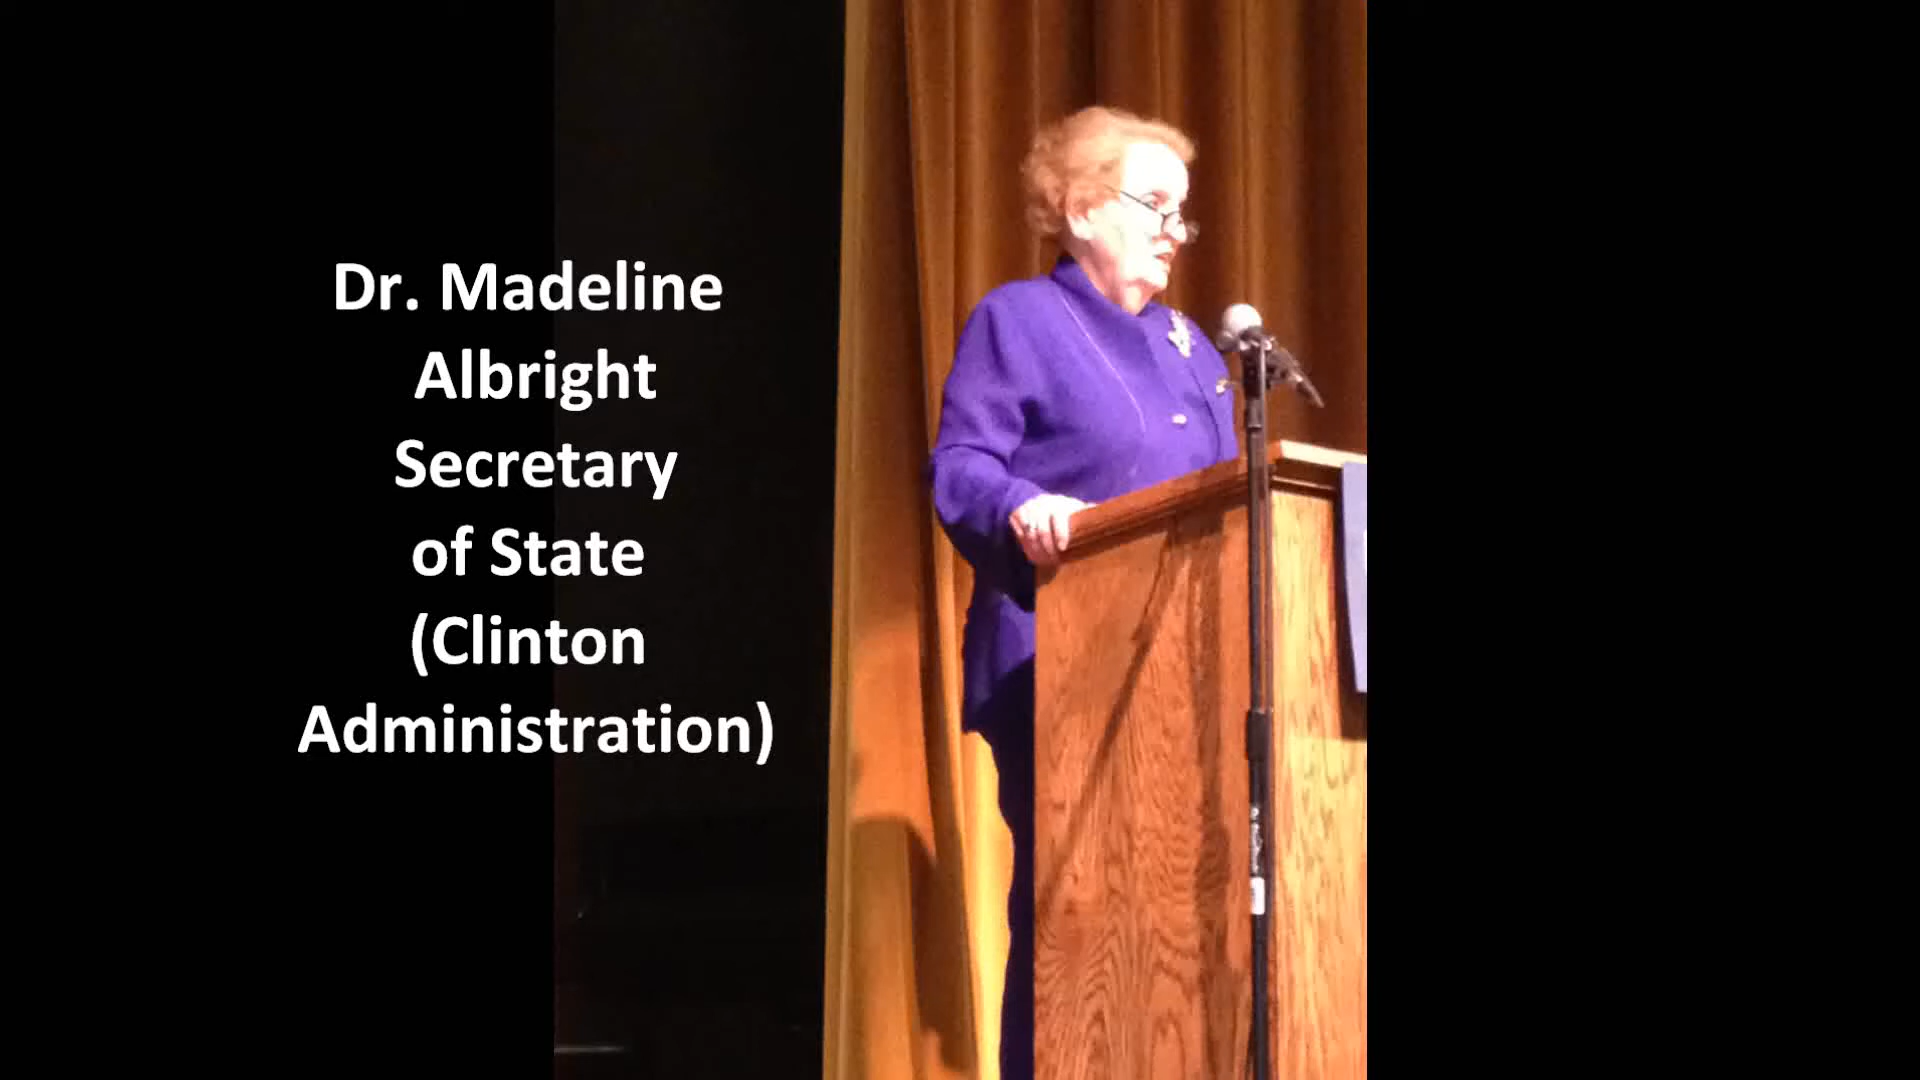 Dr. Madeline
Albright
Secretary
of State
(Clinton
Administration)